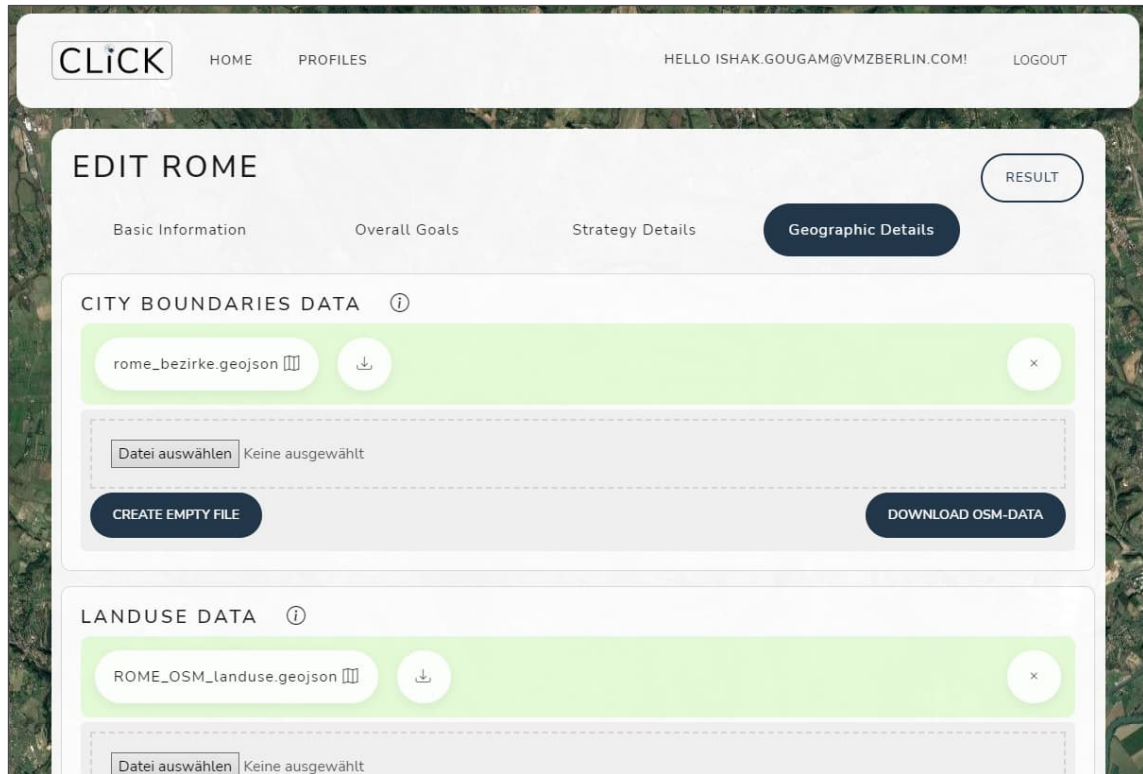 CLiCK HOME PROFILES HELLO ISHAK.GOUGAM@VMZBERLIN.COM! LOGOUT
EDIT ROME
RESULT
Basic Information Overall Goals Strategy Details Geographic Details
CITY BOUNDARIES DATA i
rome_bezirke.geojson ×
Datei auswählen Keine ausgewählt
CREATE EMPTY FILE DOWNLOAD OSM-DATA
LANDUSE DATA i
ROME_OSM_landuse.geojson ×
Datei auswählen Keine ausgewählt